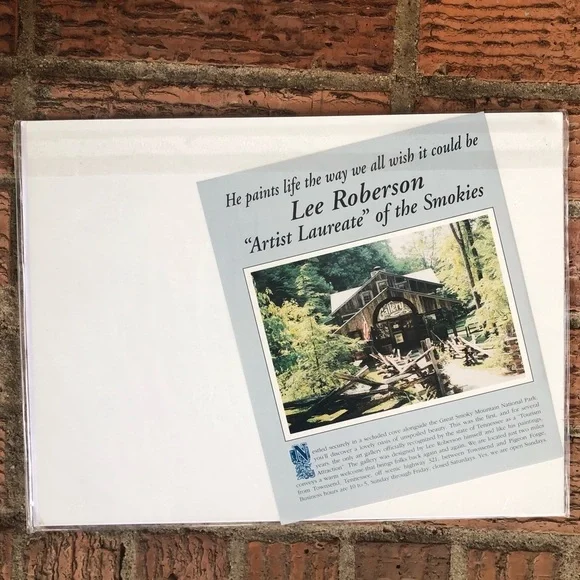 He paints life the way we all wish it could be
Lee Roberson
"Artist Laureate" of the Smokies
Gallery
Nestled securely in a secluded cove alongside the Great Smoky Mountain National Park,
you'll discover a lovely oasis of unspoiled beauty. This was the first, and for several
years, the only art gallery officially recognized by the state of Tennessee as a "Tourism
Attraction". The gallery was designed by Lee Roberson himself and like his paintings,
conveys a warm welcome that brings folks back again and again. We are located just two miles
from Townsend, Tennessee, off scenic highway 321, between Townsend and Pigeon Forge.
Business hours are 10 to 5, Sunday through Friday, closed Saturdays. Yes, we are open Sundays.